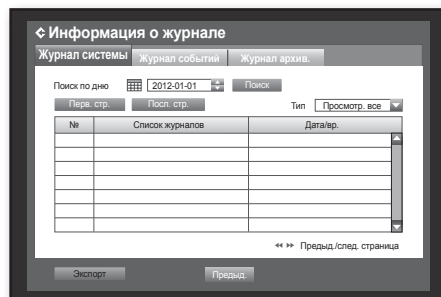 Информация о журнале
Журнал системы Журнал событий Журнал архив.
Поиск по дню 2012-01-01 Поиск
Перв. стр. Посл. стр. Тип Просмотр. все
№ Список журналов Дата/вр.
Предыд./след. страница
Экспорт Предыд.